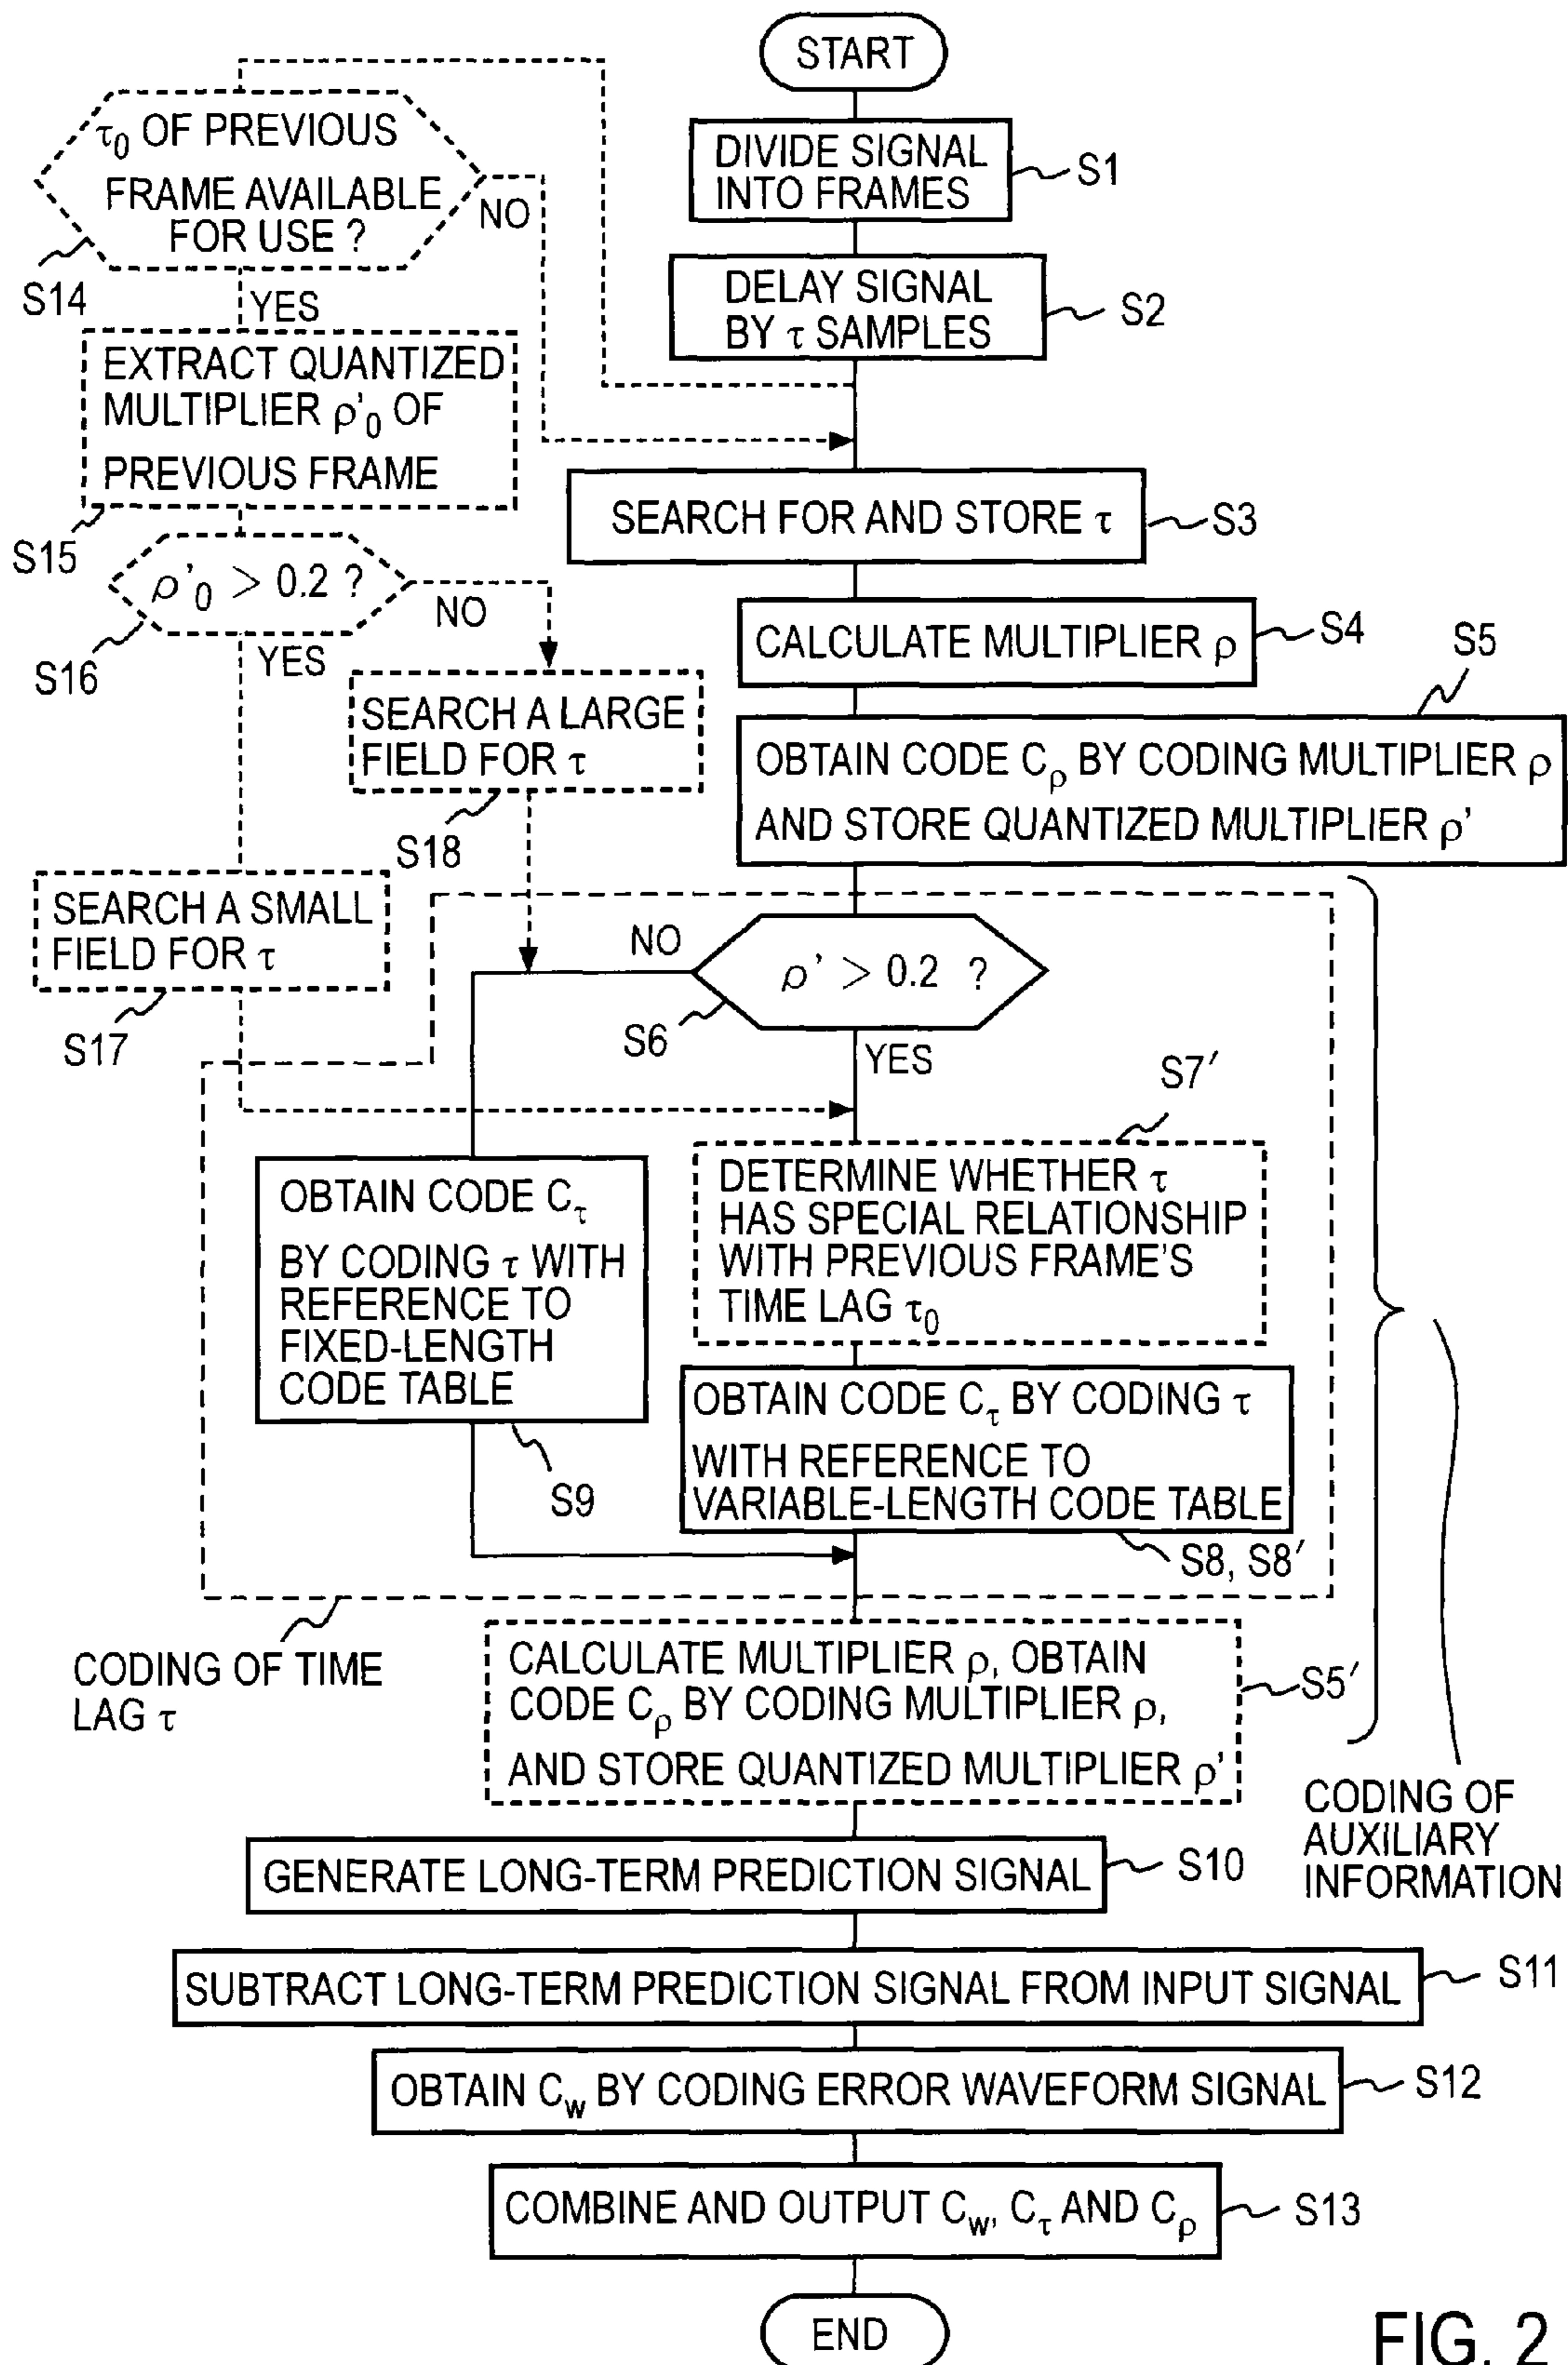 START
DIVIDE SIGNAL
INTO FRAMES
S1
DELAY SIGNAL
BY τ SAMPLES
S2
τ0 OF PREVIOUS
FRAME AVAILABLE
FOR USE ?
NO
S14
YES
EXTRACT QUANTIZED
MULTIPLIER ρ'0 OF
PREVIOUS FRAME
S15
SEARCH FOR AND STORE τ
S3
ρ'0 > 0.2 ?
NO
S16
YES
CALCULATE MULTIPLIER ρ
S4
S5
SEARCH A LARGE
FIELD FOR τ
S18
OBTAIN CODE Cρ BY CODING MULTIPLIER ρ
AND STORE QUANTIZED MULTIPLIER ρ'
SEARCH A SMALL
FIELD FOR τ
S17
NO
ρ' > 0.2 ?
S6
YES
S7'
OBTAIN CODE Cτ
BY CODING τ WITH
REFERENCE TO
FIXED-LENGTH
CODE TABLE
S9
DETERMINE WHETHER τ
HAS SPECIAL RELATIONSHIP
WITH PREVIOUS FRAME'S
TIME LAG τ0
OBTAIN CODE Cτ BY CODING τ
WITH REFERENCE TO
VARIABLE-LENGTH CODE TABLE
S8, S8'
CODING OF TIME
LAG τ
CALCULATE MULTIPLIER ρ, OBTAIN
CODE Cρ BY CODING MULTIPLIER ρ,
AND STORE QUANTIZED MULTIPLIER ρ'
S5'
CODING OF
AUXILIARY
INFORMATION
GENERATE LONG-TERM PREDICTION SIGNAL
S10
SUBTRACT LONG-TERM PREDICTION SIGNAL FROM INPUT SIGNAL
S11
OBTAIN Cw BY CODING ERROR WAVEFORM SIGNAL
S12
COMBINE AND OUTPUT Cw, Cτ AND Cρ
S13
END
FIG. 2